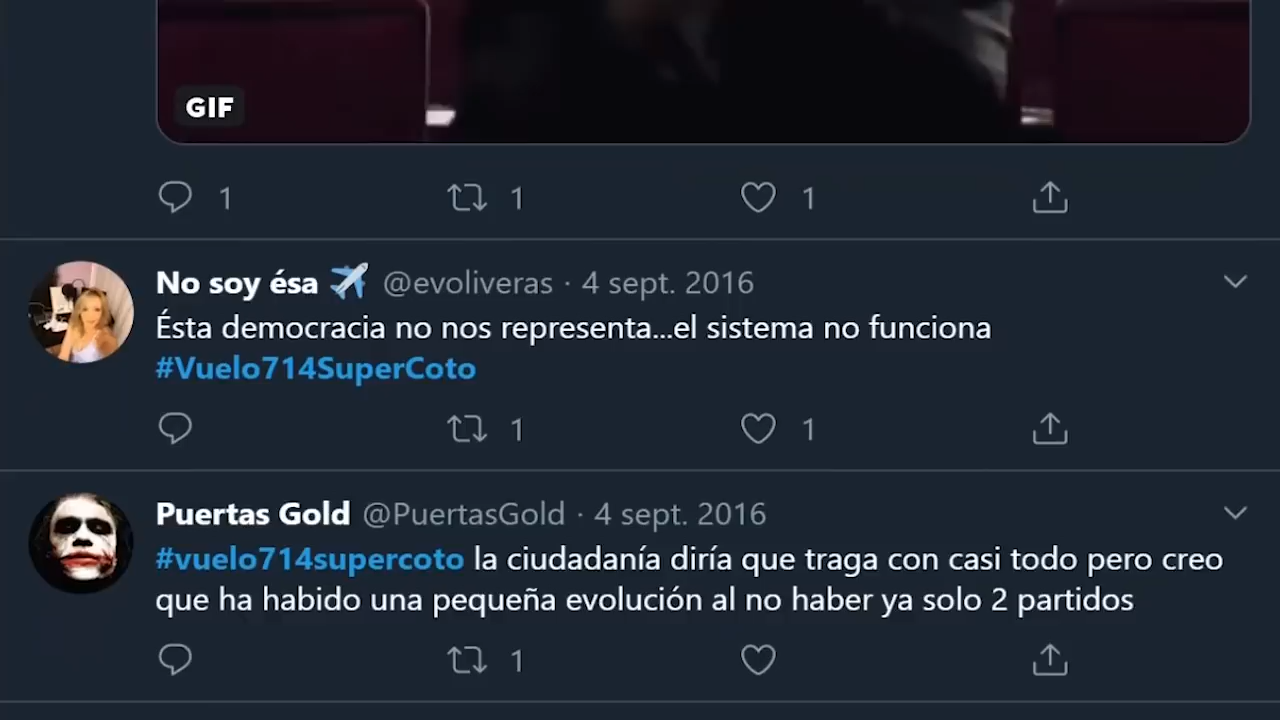 GIF
1 1 1
No soy ésa @evoliveras · 4 sept. 2016
Ésta democracia no nos representa...el sistema no funciona
#Vuelo714SuperCoto
1 1
Puertas Gold @PuertasGold · 4 sept. 2016
#vuelo714supercoto la ciudadanía diría que traga con casi todo pero creo
que ha habido una pequeña evolución al no haber ya solo 2 partidos
1